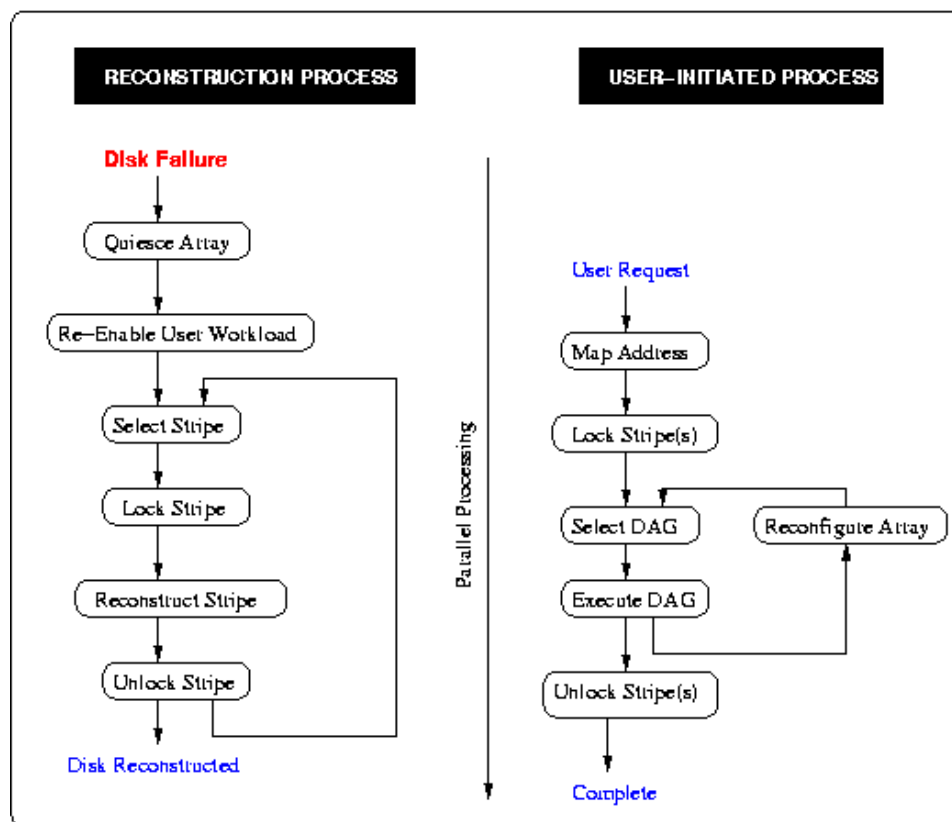 RECONSTRUCTION PROCESS
Disk Failure
Quiesce Array
Re-Enable User Workload
Select Stripe
Lock Stripe
Reconstruct Stripe
Unlock Stripe
Disk Reconstructed
Parallel Processing
USER-INITIATED PROCESS
User Request
Map Address
Lock Stripe(s)
Select DAG
Reconfigure Array
Execute DAG
Unlock Stripe(s)
Complete